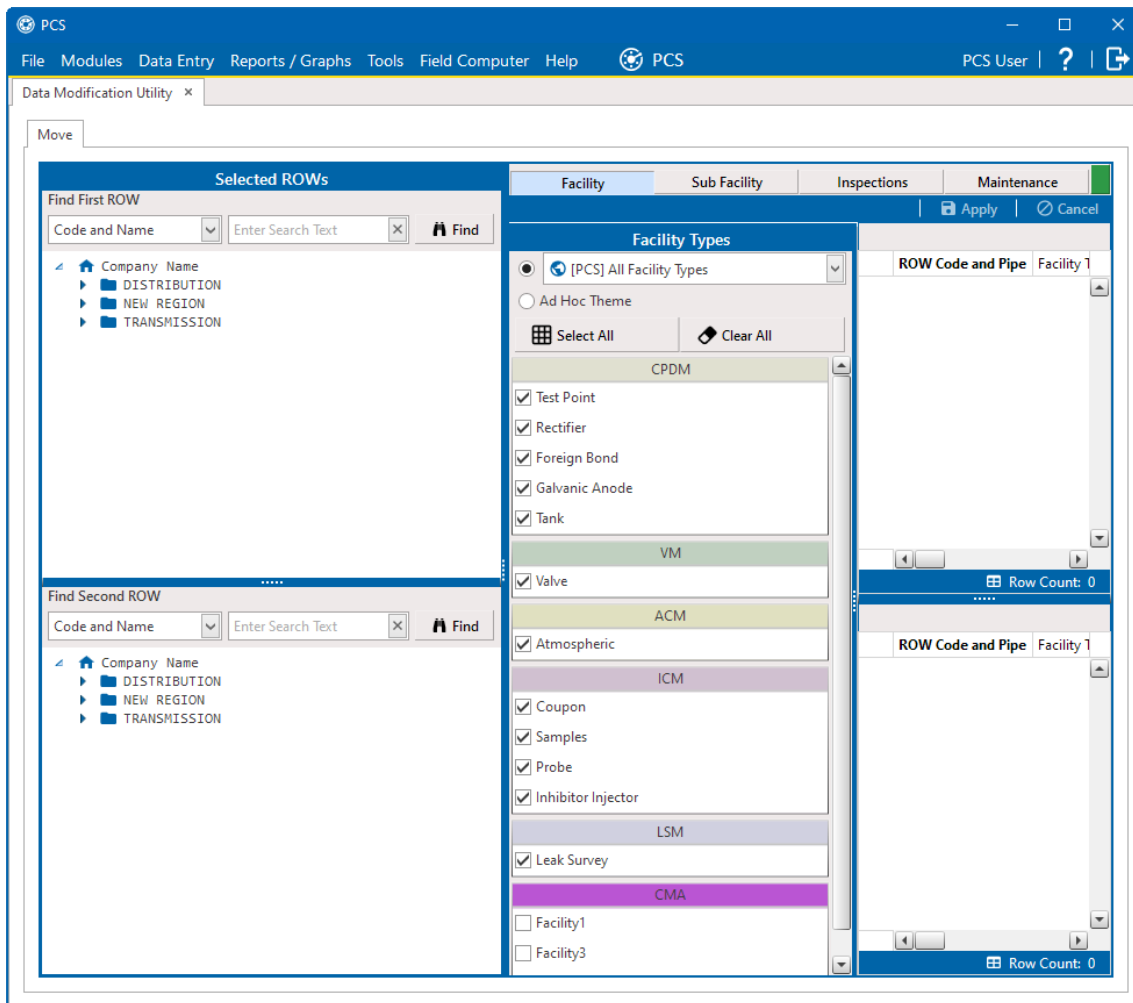 PCS
File Modules Data Entry Reports / Graphs Tools Field Computer Help PCS PCS User ?
Data Modification Utility
Move
Selected ROWs
Find First ROW
Code and Name Enter Search Text Find
Company Name
DISTRIBUTION
NEW REGION
TRANSMISSION
Find Second ROW
Code and Name Enter Search Text Find
Company Name
DISTRIBUTION
NEW REGION
TRANSMISSION
Facility Sub Facility Inspections Maintenance
Apply Cancel
Facility Types
[PCS] All Facility Types
Ad Hoc Theme
Select All Clear All
CPDM
Test Point
Rectifier
Foreign Bond
Galvanic Anode
Tank
VM
Valve
ACM
Atmospheric
ICM
Coupon
Samples
Probe
Inhibitor Injector
LSM
Leak Survey
CMA
Facility1
Facility3
ROW Code and Pipe Facility
Row Count: 0
ROW Code and Pipe Facility
Row Count: 0